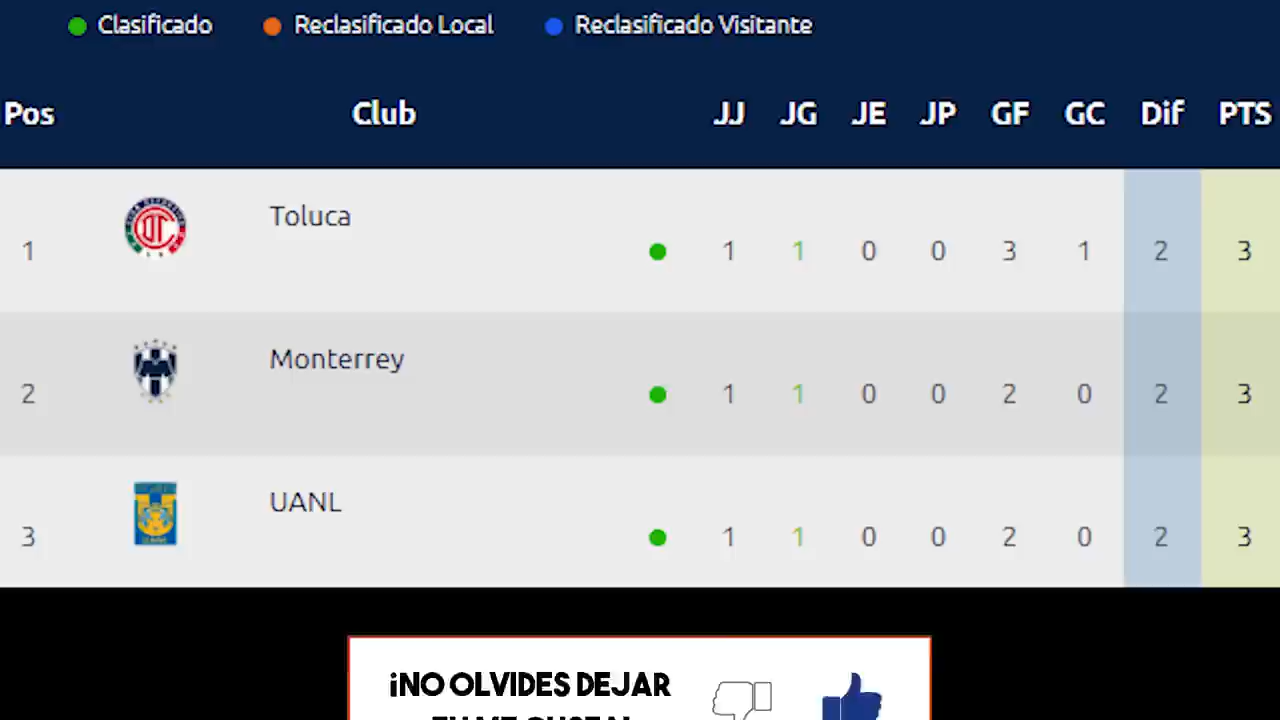 Clasificado Reclasificado Local Reclasificado Visitante
Pos Club JJ JG JE JP GF GC Dif PTS
1 Toluca 1 1 0 0 3 1 2 3
2 Monterrey 1 1 0 0 2 0 2 3
3 UANL 1 1 0 0 2 0 2 3
¡NO OLVIDES DEJAR